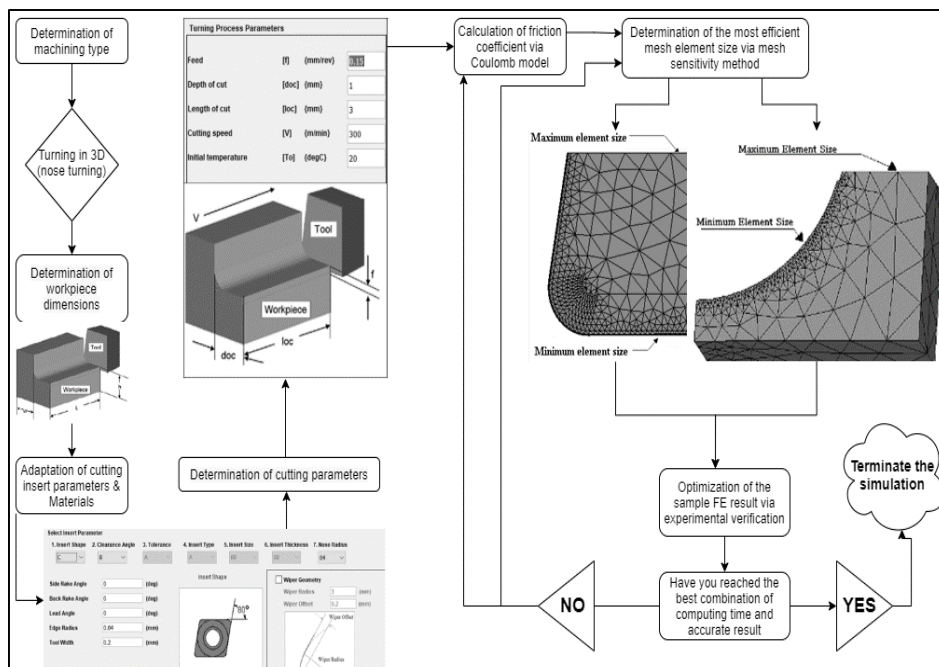 Determination of
machining type
Turning in 3D
(nose turning)
Determination of
workpiece
dimensions
Tool
Workpiece
Adaptation of cutting
insert parameters &
Materials
Select Insert Parameter
1. Insert Shape 2. Clearance Angle 3. Tolerance 4. Insert Type 5. Insert Size 6. Insert Thickness 7. Nose Radius
C B A A
Side Rake Angle 0 (deg)
Back Rake Angle 0 (deg)
Lead Angle 0 (deg)
Edge Radius 0.04 (mm)
Tool Width 0.2 (mm)
Insert Shape
80°
Wiper Geometry
Wiper Radius 3 (mm)
Wiper Offset 0.2 (mm)
Wiper Offset
Wiper Radius
Determination of cutting parameters
Turning Process Parameters
Feed [f] (mm/rev) 0.15
Depth of cut [doc] (mm) 1
Length of cut [loc] (mm) 3
Cutting speed [V] (m/min) 300
Initial temperature [To] (degC) 20
V
Tool
f
Workpiece
loc
doc
Calculation of friction
coefficient via
Coulomb model
Determination of the most efficient
mesh element size via mesh
sensitivity method
Maximum element size
Minimum element size
Maximum Element Size
Minimum Element Size
Optimization of the
sample FE result via
experimental verification
Have you reached the
best combination of
computing time and
accurate result
NO
YES
Terminate the
simulation